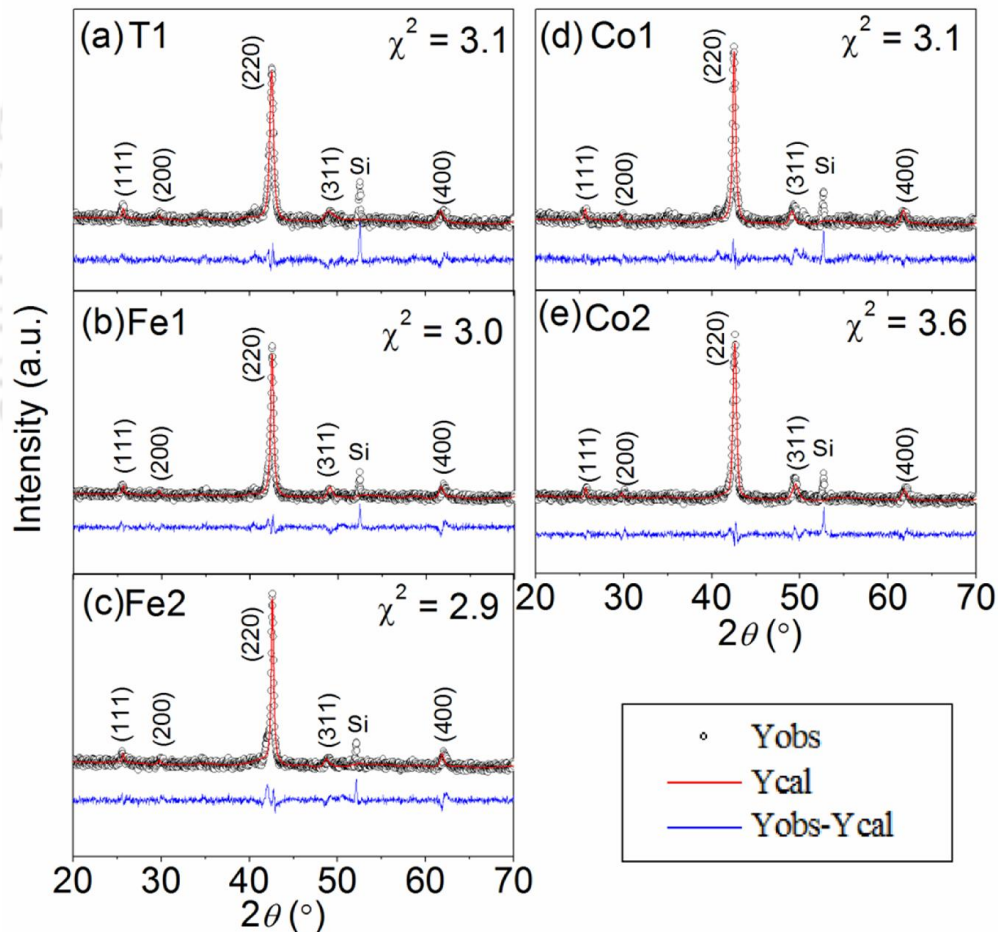 (a) T1
χ² = 3.1
(111)
(200)
(220)
(311)
Si
(400)
(b) Fe1
χ² = 3.0
(111)
(200)
(220)
(311)
Si
(400)
(c) Fe2
χ² = 2.9
(111)
(200)
(220)
(311)
Si
(400)
20 30 40 50 60 70
2θ (°)
Intensity (a.u.)
(d) Co1
χ² = 3.1
(111)
(200)
(220)
(311)
Si
(400)
(e) Co2
χ² = 3.6
(111)
(200)
(220)
(311)
Si
(400)
20 30 40 50 60 70
2θ (°)
Yobs
Ycal
Yobs-Ycal